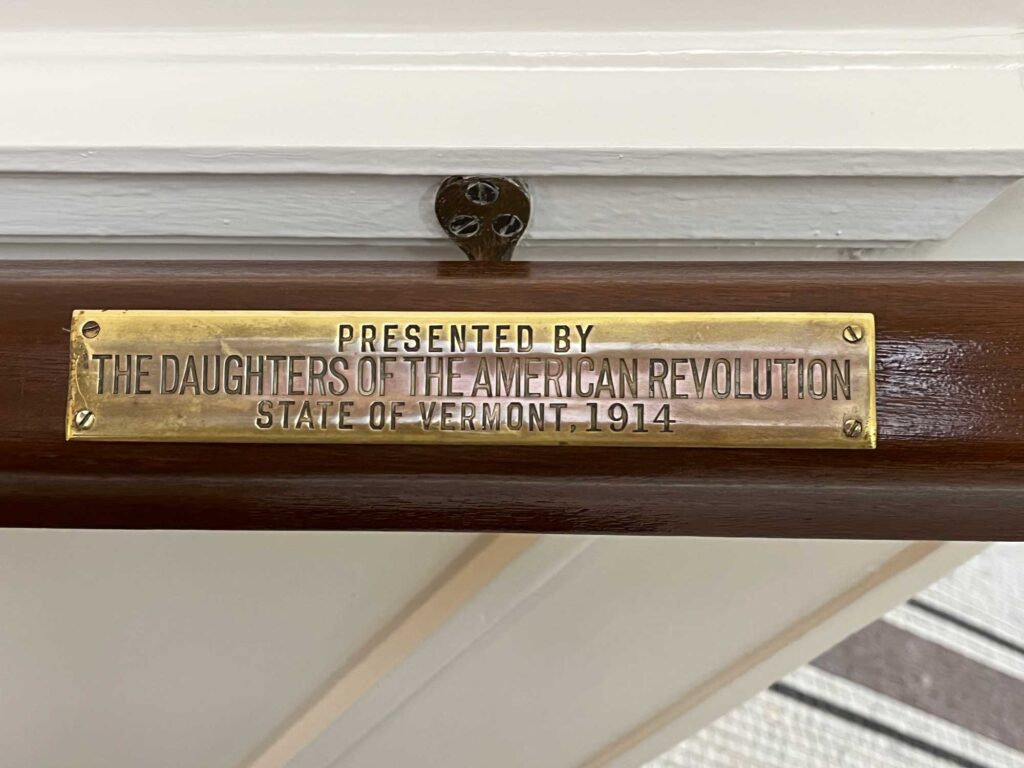 PRESENTED BY
THE DAUGHTERS OF THE AMERICAN REVOLUTION
STATE OF VERMONT, 1914